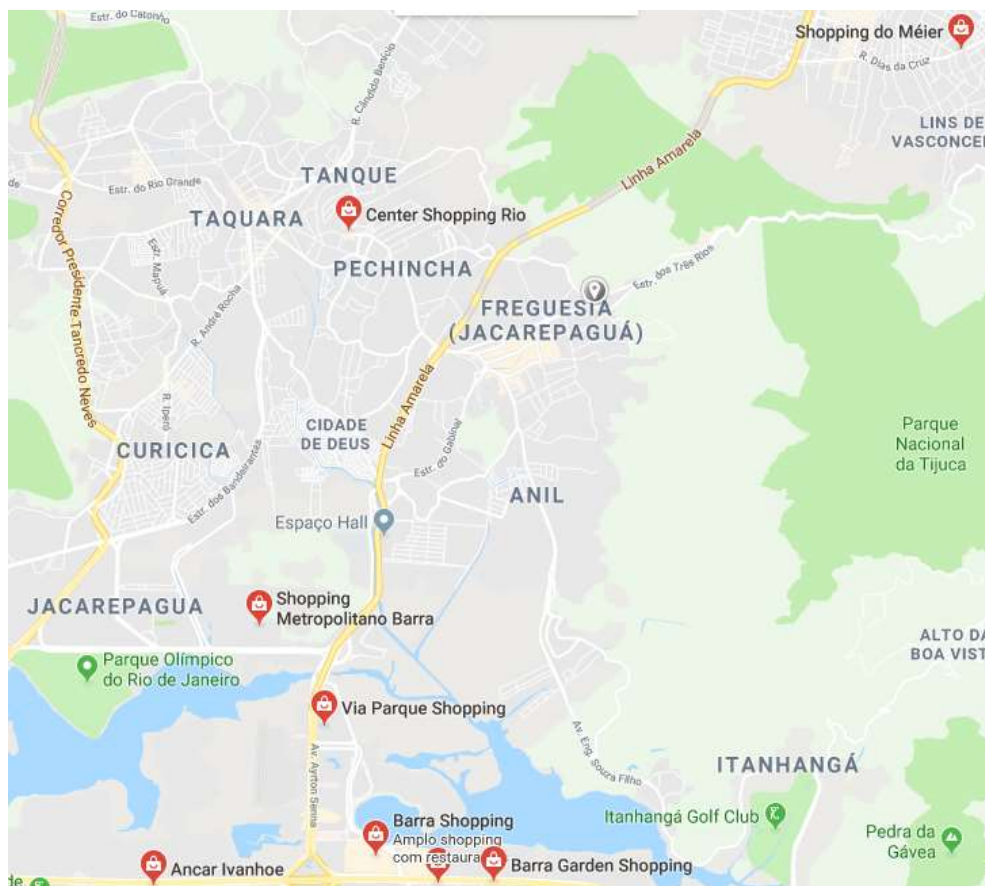 Estr. do Catonho
Shopping do Méier
R. Dias da Cruz
R. Cândido Benício
LINS DE
VASCONCEL
Linha Amarela
TANQUE
Estr. do Rio Grande
TAQUARA
Center Shopping Rio
Corredor Presidente Tancredo Neves
Estr. Mapuá
PECHINCHA
Estr. dos Três Rios
R. André Rocha
FREGUESIA
(JACAREPAGUÁ)
Linha Amarela
R. Iperó
CIDADE
DE DEUS
Parque
Nacional
da Tijuca
CURICICA
Estr. do Gabinal
Estr. dos Bandeirantes
ANIL
Espaço Hall
Shopping
Metropolitano Barra
JACAREPAGUA
ALTO DA
BOA VIST
Parque Olímpico
do Rio de Janeiro
Via Parque Shopping
Av. Ayrton Senna
Av. Eng. Souza Filho
ITANHANGÁ
Itanhangá Golf Club
Barra Shopping
Amplo shopping
com restaura
Pedra da
Gávea
Ancar Ivanhoe
Barra Garden Shopping
de